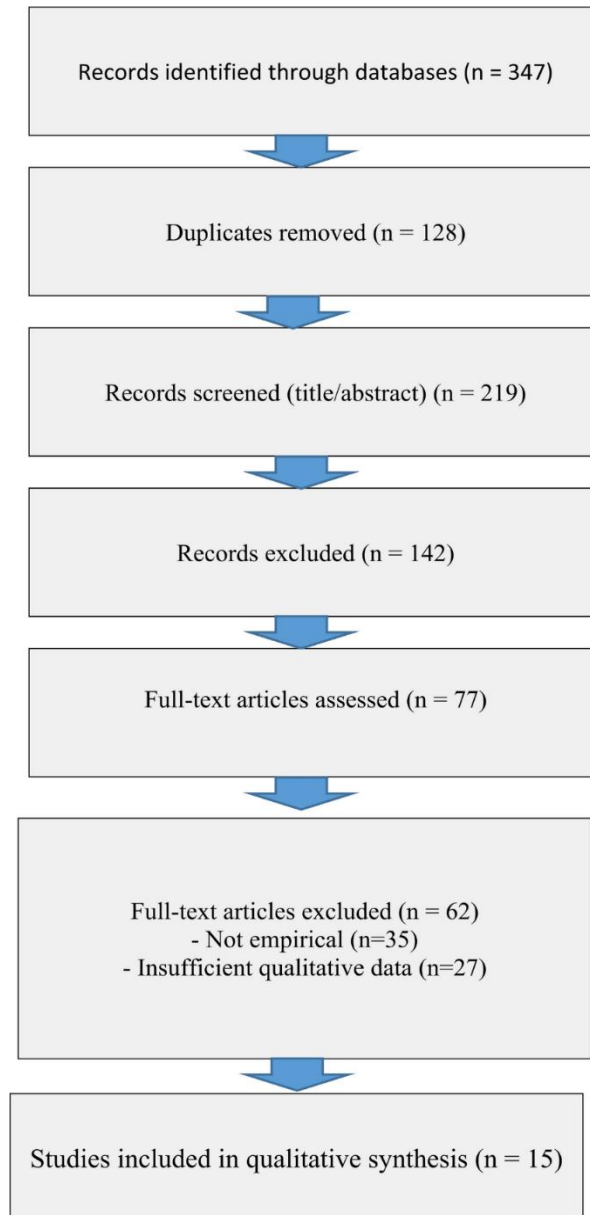 Records identified through databases (n = 347)
Duplicates removed (n = 128)
Records screened (title/abstract) (n = 219)
Records excluded (n = 142)
Full-text articles assessed (n = 77)
Full-text articles excluded (n = 62)
- Not empirical (n=35)
- Insufficient qualitative data (n=27)
Studies included in qualitative synthesis (n = 15)